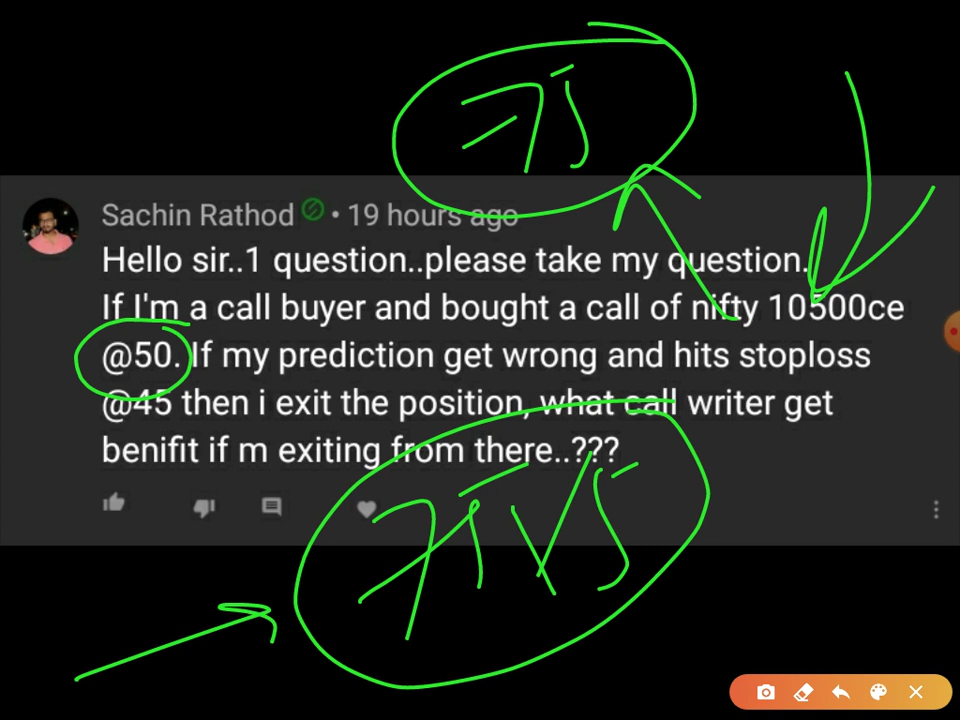 75
Sachin Rathod • 19 hours ago
Hello sir..1 question..please take my question.
If I'm a call buyer and bought a call of nifty 10500ce
@50. If my prediction get wrong and hits stoploss
@45 then i exit the position, what call writer get
benifit if m exiting from there..???